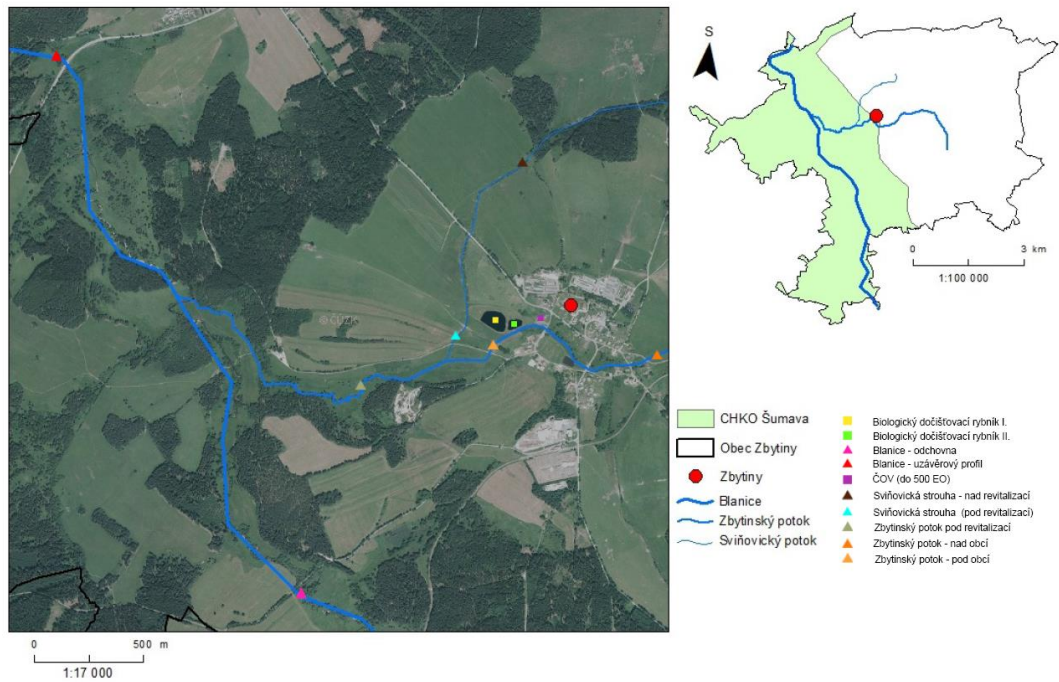 ©ČÚZK
0 500 m
1:17 000
S
0 3 km
1:100 000
CHKO Šumava
Obec Zbytiny
Zbytiny
Blanice
Zbytinský potok
Sviňovický potok
Biologický dočišťovací rybník I.
Biologický dočišťovací rybník II.
Blanice - odchovna
Blanice - uzávěrový profil
ČOV (do 500 EO)
Sviňovická strouha - nad revitalizací
Sviňovická strouha (pod revitalizací)
Zbytinský potok pod revitalizací
Zbytinský potok - nad obcí
Zbytinský potok - pod obcí